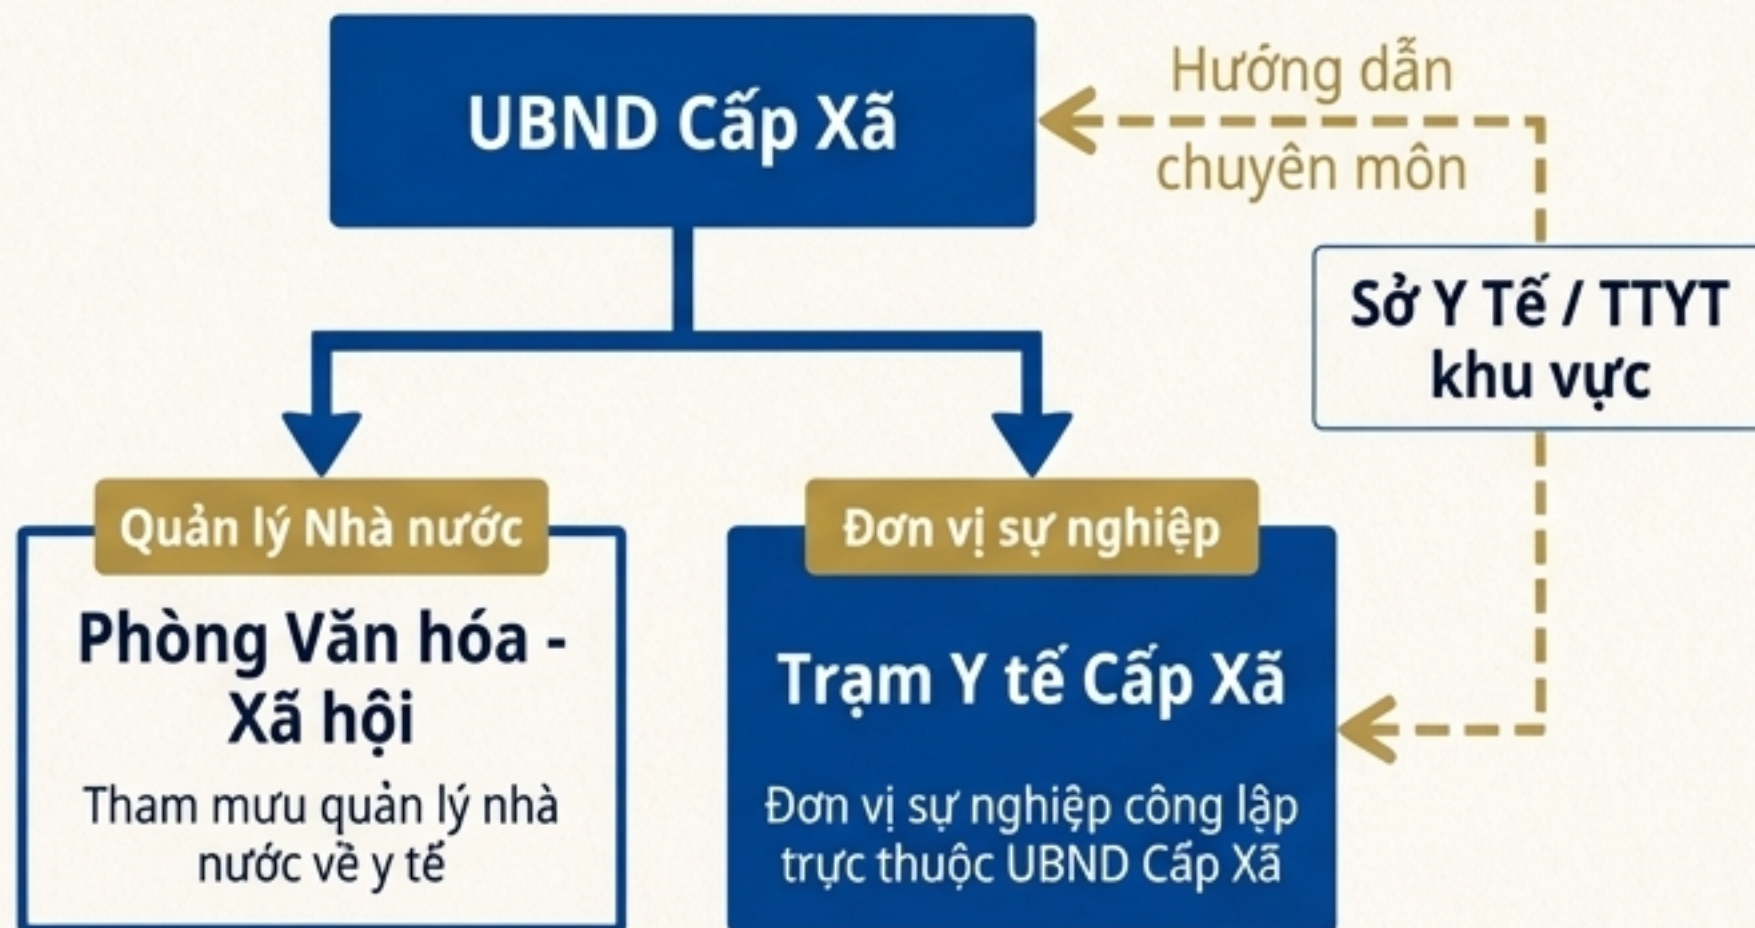 UBND Cấp Xã
Hướng dẫn
chuyên môn
Sở Y Tế / TTYT
khu vực
Quản lý Nhà nước
Phòng Văn hóa -
Xã hội
Tham mưu quản lý nhà
nước về y tế
Đơn vị sự nghiệp
Trạm Y tế Cấp Xã
Đơn vị sự nghiệp công lập
trực thuộc UBND Cấp Xã